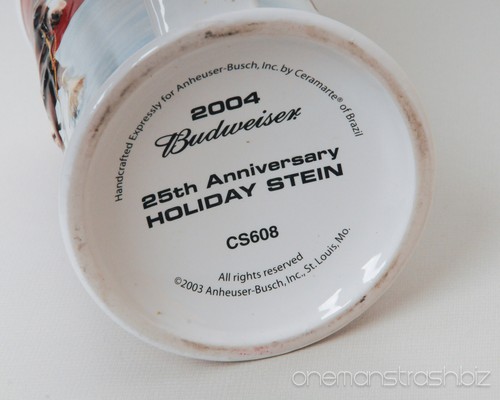 Handcrafted Expressly for Anheuser-Busch, Inc. by Ceramarte® of Brazil
2004
Budweiser
25th Anniversary
HOLIDAY STEIN
CS608
All rights reserved
©2003 Anheuser-Busch, Inc., St. Louis, Mo.
onemanstrash.biz